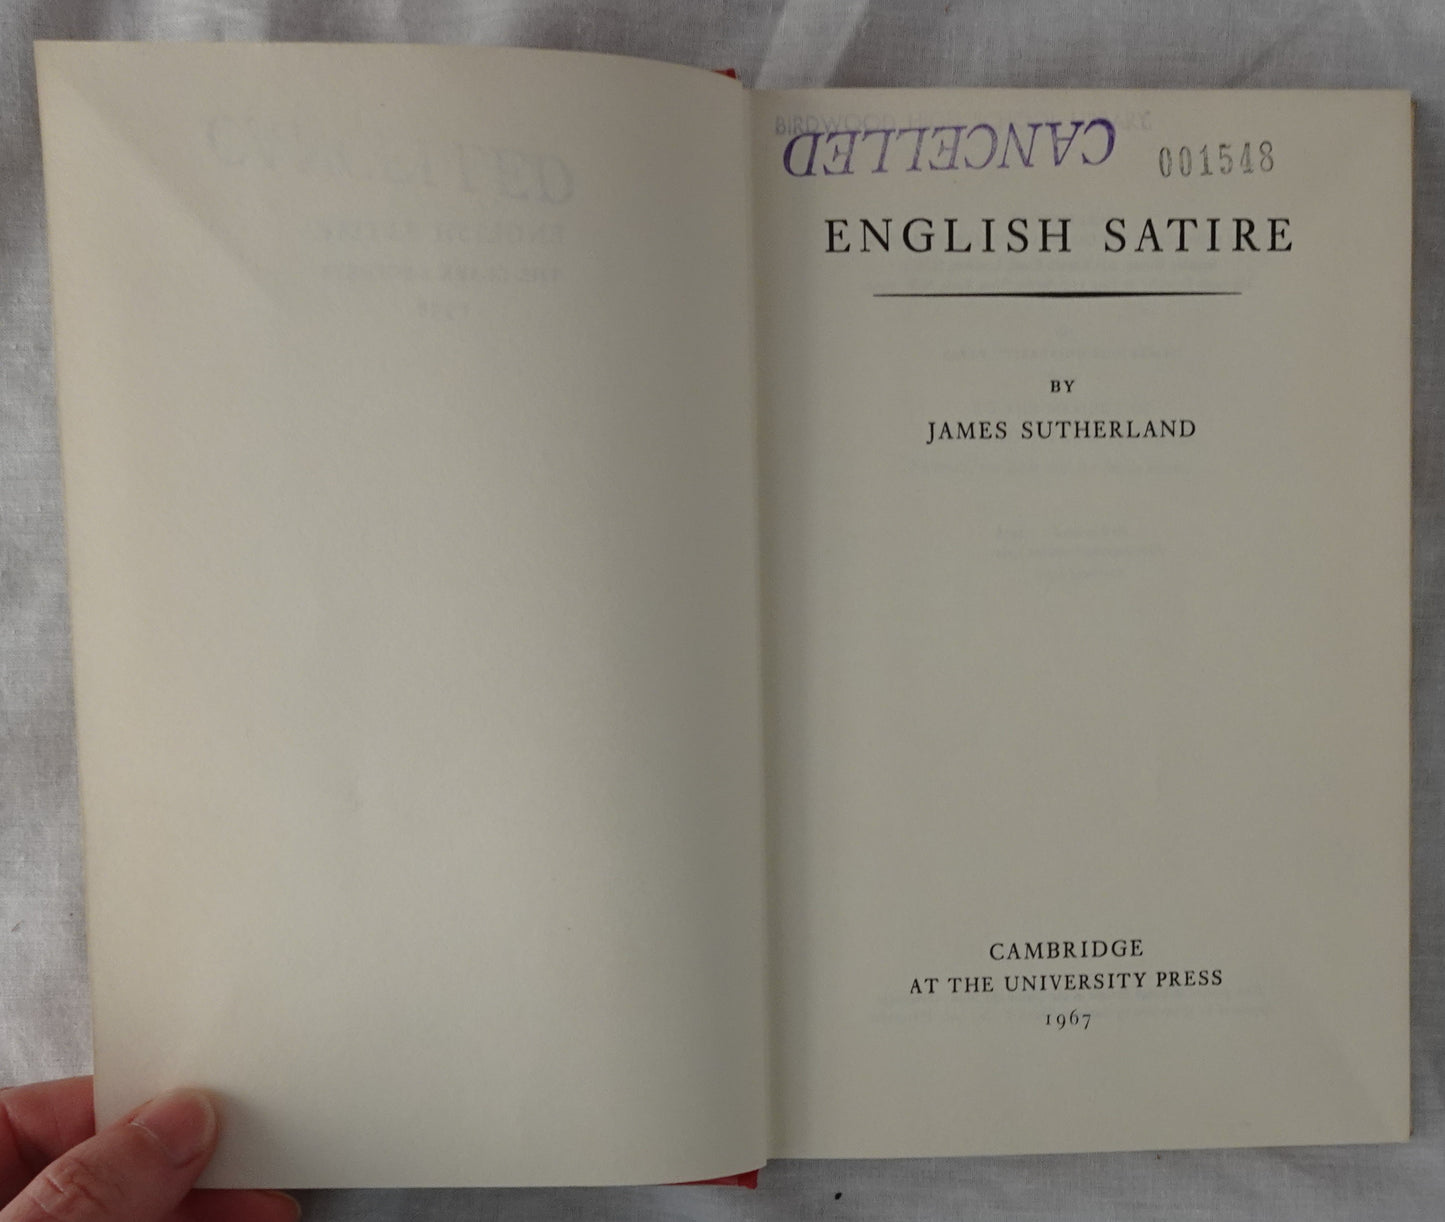 BIRDWOOD
CANCELLED
001548
ENGLISH SATIRE
BY
JAMES SUTHERLAND
CAMBRIDGE
AT THE UNIVERSITY PRESS
1967